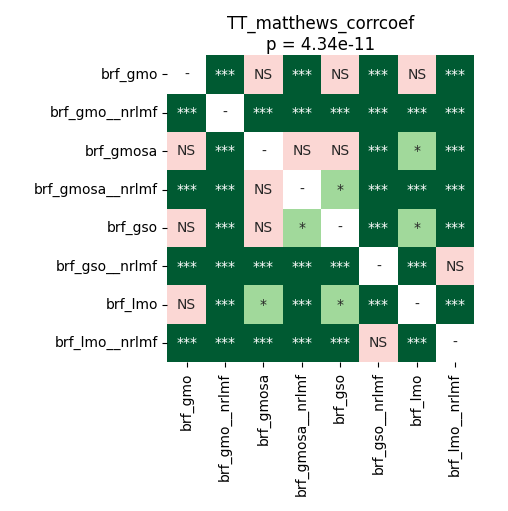 TT_matthews_corrcoef
p = 4.34e-11
brf_gmo - *** NS *** NS *** NS ***
brf_gmo__nrlmf *** - *** *** *** *** *** ***
brf_gmosa NS *** - NS NS *** * ***
brf_gmosa__nrlmf *** *** NS - * *** *** ***
brf_gso NS *** NS * - *** * ***
brf_gso__nrlmf *** *** *** *** *** - *** NS
brf_lmo NS *** * *** * *** - ***
brf_lmo__nrlmf *** *** *** *** *** NS *** -
brf_gmo
brf_gmo__nrlmf
brf_gmosa
brf_gmosa__nrlmf
brf_gso
brf_gso__nrlmf
brf_lmo
brf_lmo__nrlmf